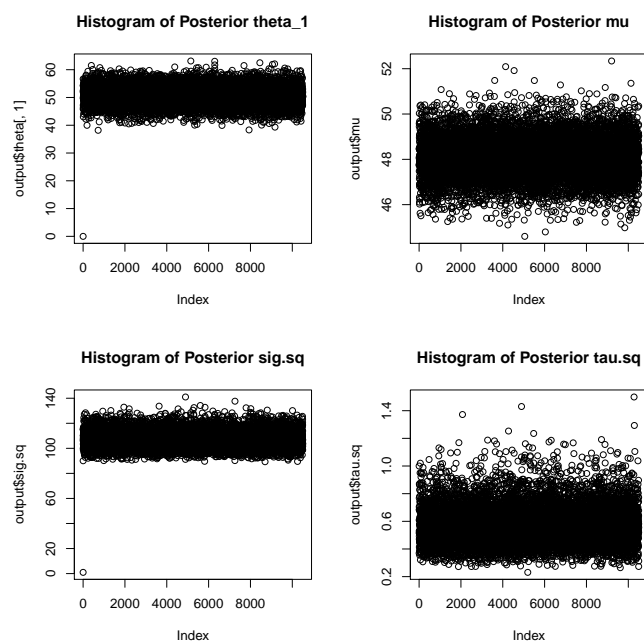 Histogram of Posterior theta_1
output$theta[, 1]
0 10 20 30 40 50 60
0 2000 4000 6000 8000
Index
Histogram of Posterior mu
output$mu
46 48 50 52
0 2000 4000 6000 8000
Index
Histogram of Posterior sig.sq
output$sig.sq
0 20 60 100 140
0 2000 4000 6000 8000
Index
Histogram of Posterior tau.sq
output$tau.sq
0.2 0.6 1.0 1.4
0 2000 4000 6000 8000
Index